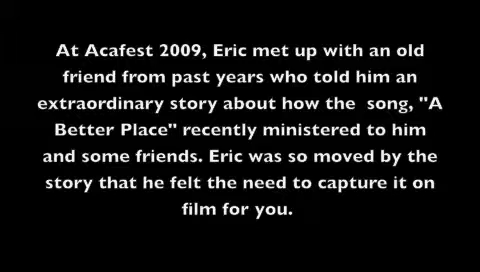 At Acafest 2009, Eric met up with an old
friend from past years who told him an
extraordinary story about how the  song, "A
Better Place" recently ministered to him
and some friends. Eric was so moved by the
story that he felt the need to capture it on
film for you.